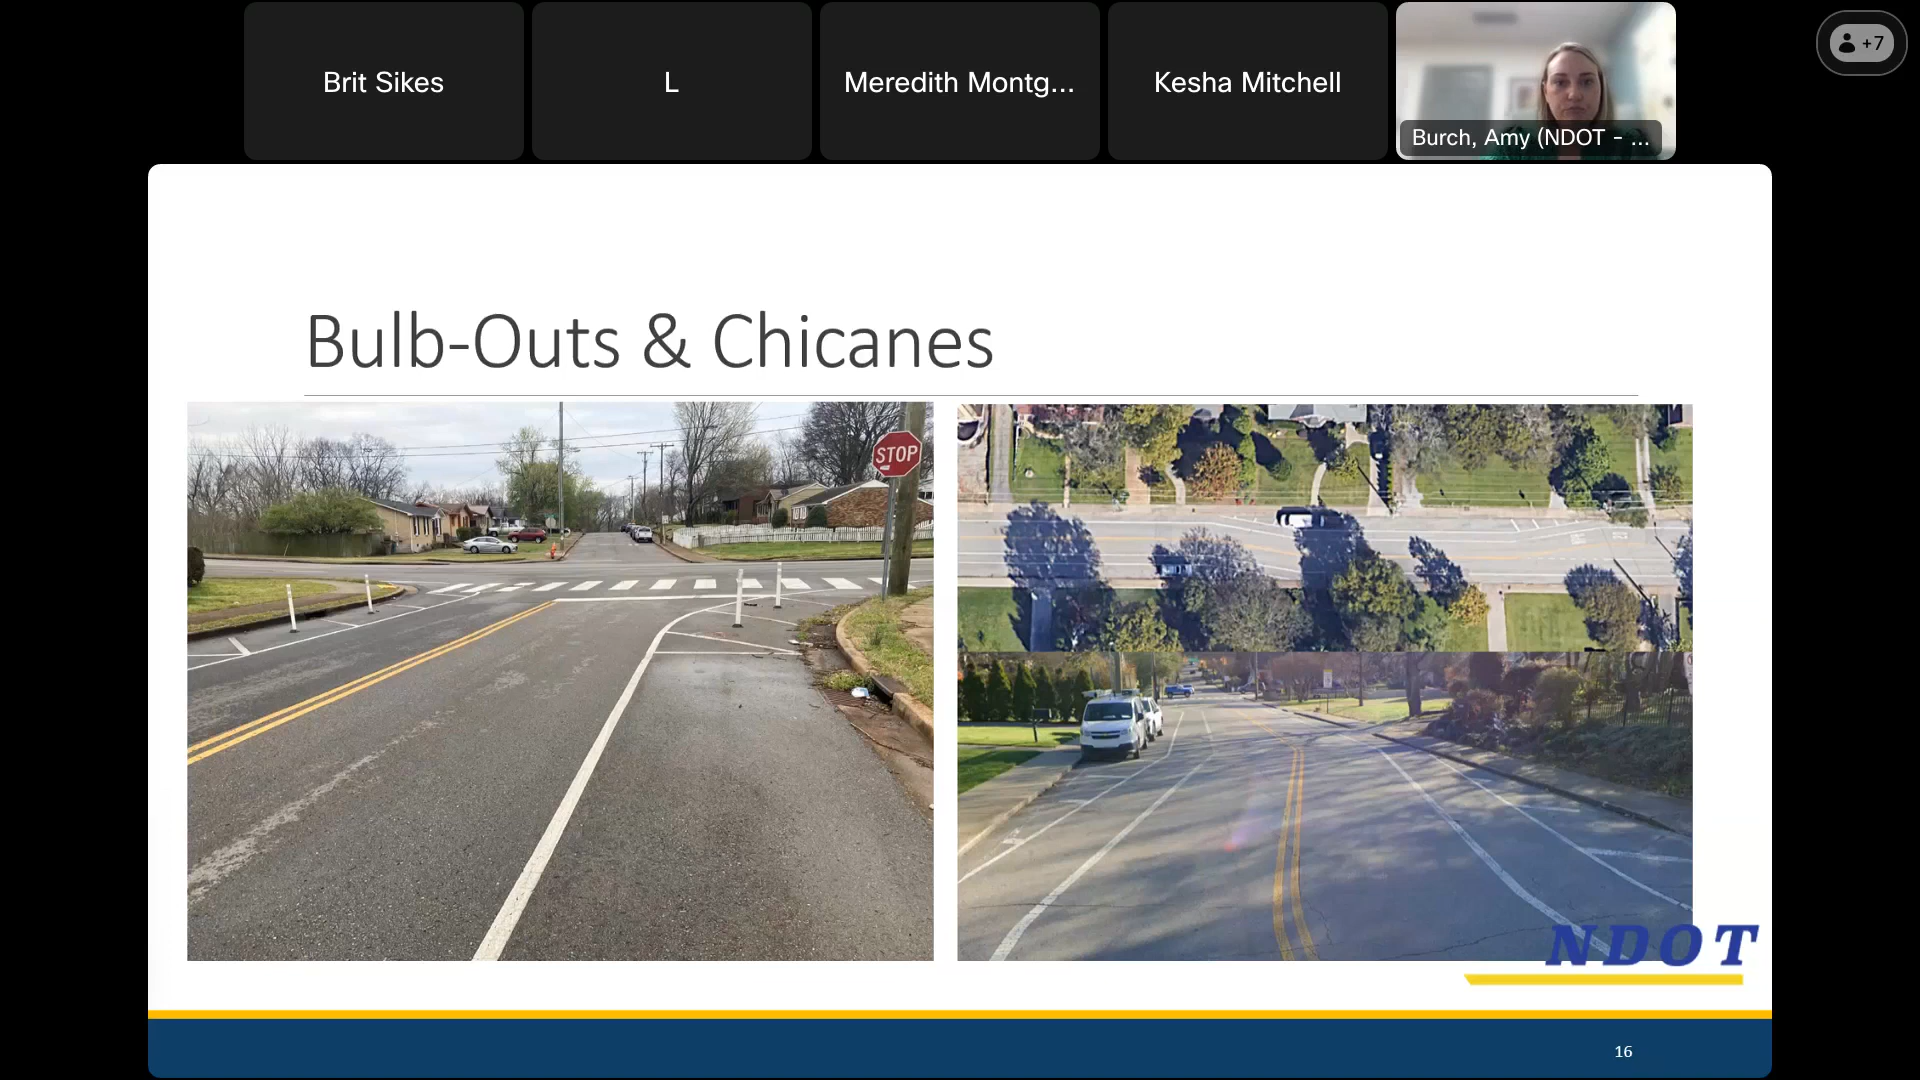 Brit Sikes
L
Meredith Montg...
Kesha Mitchell
Burch, Amy (NDOT - ...
+7
Bulb-Outs & Chicanes
STOP
NDOT
16